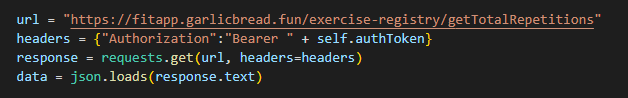 url = "https://fitapp.garlicbread.fun/exercise-registry/getTotalRepetitions"
headers = {"Authorization":"Bearer " + self.authToken}
response = requests.get(url, headers=headers)
data = json.loads(response.text)